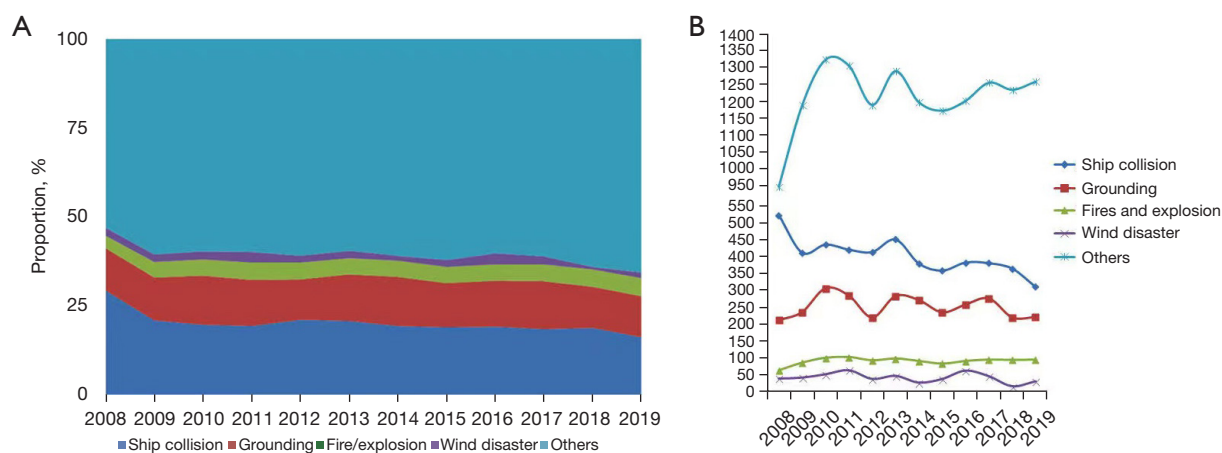 A
Proportion, %
100
75
50
25
0
2008 2009 2010 2011 2012 2013 2014 2015 2016 2017 2018 2019
Ship collision Grounding Fire/explosion Wind disaster Others
B
1400
1350
1300
1250
1200
1150
1100
1050
1000
950
550
500
450
400
350
300
250
200
150
100
50
0
2008 2009 2010 2011 2012 2013 2014 2015 2016 2017 2018 2019
Ship collision
Grounding
Fires and explosion
Wind disaster
Others